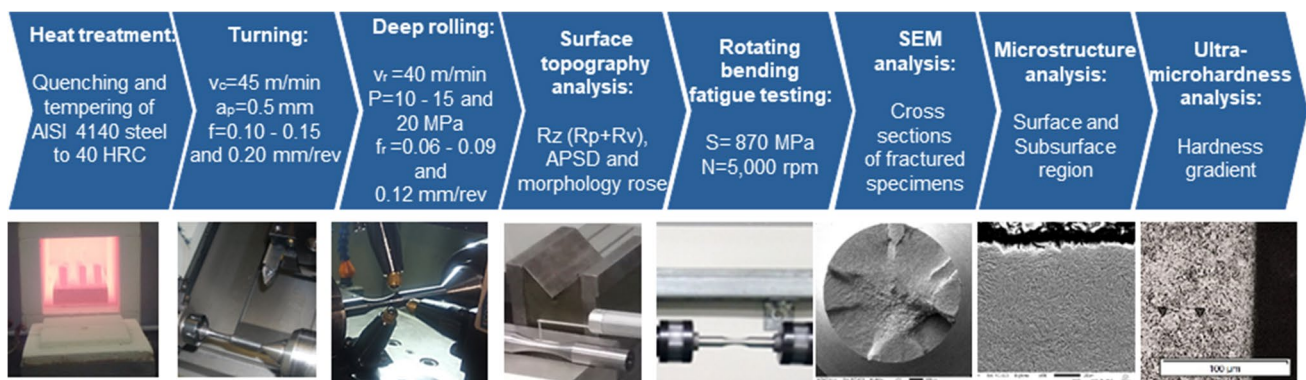 Heat treatment:
Quenching and
tempering of
AISI 4140 steel
to 40 HRC
Turning:
vc=45 m/min
ap=0.5 mm
f=0.10 - 0.15
and 0.20 mm/rev
Deep rolling:
vr =40 m/min
P=10 - 15 and
20 MPa
fr =0.06 - 0.09
and
0.12 mm/rev
Surface
topography
analysis:
Rz (Rp+Rv),
APSD and
morphology rose
Rotating
bending
fatigue testing:
S= 870 MPa
N=5,000 rpm
SEM
analysis:
Cross
sections
of fractured
specimens
Microstructure
analysis:
Surface and
Subsurface
region
Ultra-
microhardness
analysis:
Hardness
gradient
100 µm